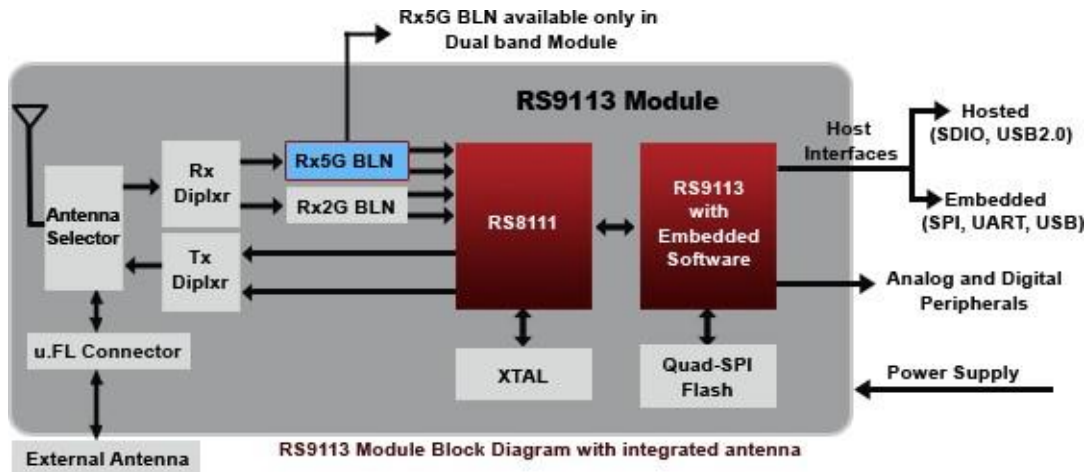 Rx5G BLN available only in
Dual band Module
RS9113 Module
Host
Interfaces
Hosted
(SDIO, USB2.0)
Embedded
(SPI, UART, USB)
Antenna
Selector
Rx
Diplxr
Rx5G BLN
Rx2G BLN
RS8111
RS9113
with
Embedded
Software
Tx
Diplxr
Analog and Digital
Peripherals
u.FL Connector
XTAL
Quad-SPI
Flash
Power Supply
External Antenna
RS9113 Module Block Diagram with integrated antenna